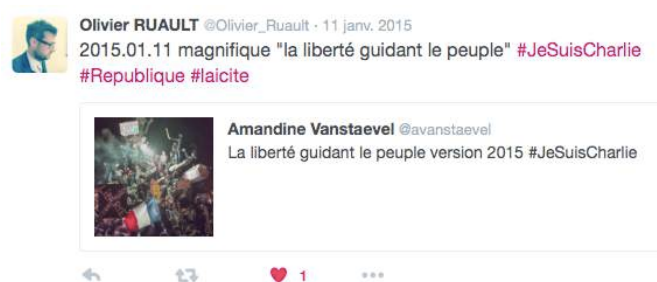 Olivier RUAULT @Olivier_Ruault · 11 janv. 2015
2015.01.11 magnifique "la liberté guidant le peuple" #JeSuisCharlie
#Republique #laicite
Amandine Vanstaevel @avanstaevel
La liberté guidant le peuple version 2015 #JeSuisCharlie
1